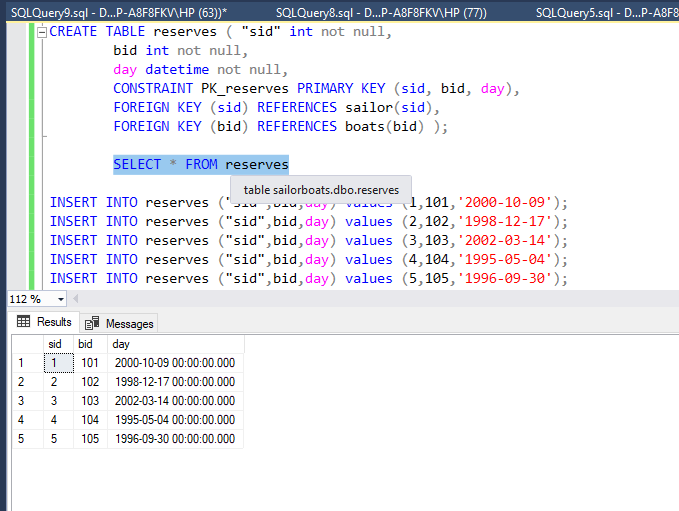 SQLQuery9.sql - D...P-A8F8FKV\HP (63))* SQLQuery8.sql - D...P-A8F8FKV\HP (77)) SQLQuery5.sql - D...P-A8F8FKV\HP
CREATE TABLE reserves ( "sid" int not null,
bid int not null,
day datetime not null,
CONSTRAINT PK_reserves PRIMARY KEY (sid, bid, day),
FOREIGN KEY (sid) REFERENCES sailor(sid),
FOREIGN KEY (bid) REFERENCES boats(bid) );
SELECT * FROM reserves
table sailorboats.dbo.reserves
INSERT INTO reserves ("sid",bid,day) values (1,101,'2000-10-09');
INSERT INTO reserves ("sid",bid,day) values (2,102,'1998-12-17');
INSERT INTO reserves ("sid",bid,day) values (3,103,'2002-03-14');
INSERT INTO reserves ("sid",bid,day) values (4,104,'1995-05-04');
INSERT INTO reserves ("sid",bid,day) values (5,105,'1996-09-30');
112 %
Results Messages
sid bid day
1 1 101 2000-10-09 00:00:00.000
2 2 102 1998-12-17 00:00:00.000
3 3 103 2002-03-14 00:00:00.000
4 4 104 1995-05-04 00:00:00.000
5 5 105 1996-09-30 00:00:00.000